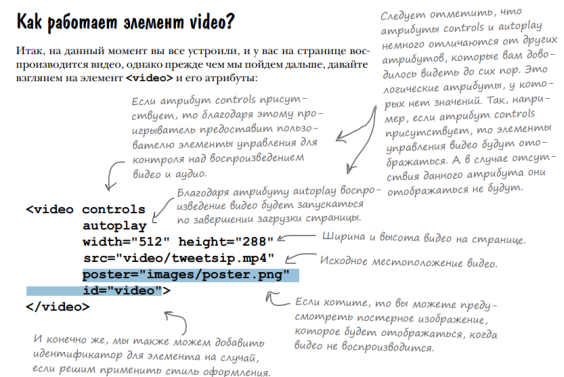 Как работает элемент video?
Итак, на данный момент вы все устроили, и у вас на странице вос-
производится видео, однако прежде чем мы пойдем дальше, давайте
взглянем на элемент <video> и его атрибуты:
Следует отметить, что
атрибуты controls и autoplay
немного отличаются от других
атрибутов, которые вам дово-
дилось видеть до сих пор. Это
логические атрибуты, у кото-
рых нет значений. Так, напри-
мер, если атрибут controls
присутствует, то элементы
управления видео будут ото-
бражаться. А в случае отсут-
ствия данного атрибута они
отображаться не будут.
Если атрибут controls присут-
ствует, то благодаря этому про-
игрыватель предоставит пользо-
вателю элементы управления для
контроля над воспроизведением
видео и аудио.
Благодаря атрибуту autoplay воспро-
изведение видео будет запускаться
по завершении загрузки страницы.
<video controls
autoplay
width="512" height="288"
Ширина и высота видео на странице.
src="video/tweetsip.mp4"
Исходное местоположение видео.
poster="images/poster.png"
id="video">
</video>
Если хотите, то вы можете преду-
смотреть постерное изображение,
которое будет отображаться, когда
видео не воспроизводится.
И конечно же, мы также можем добавить
идентификатор для элемента на случай,
если решим применить стиль оформления.